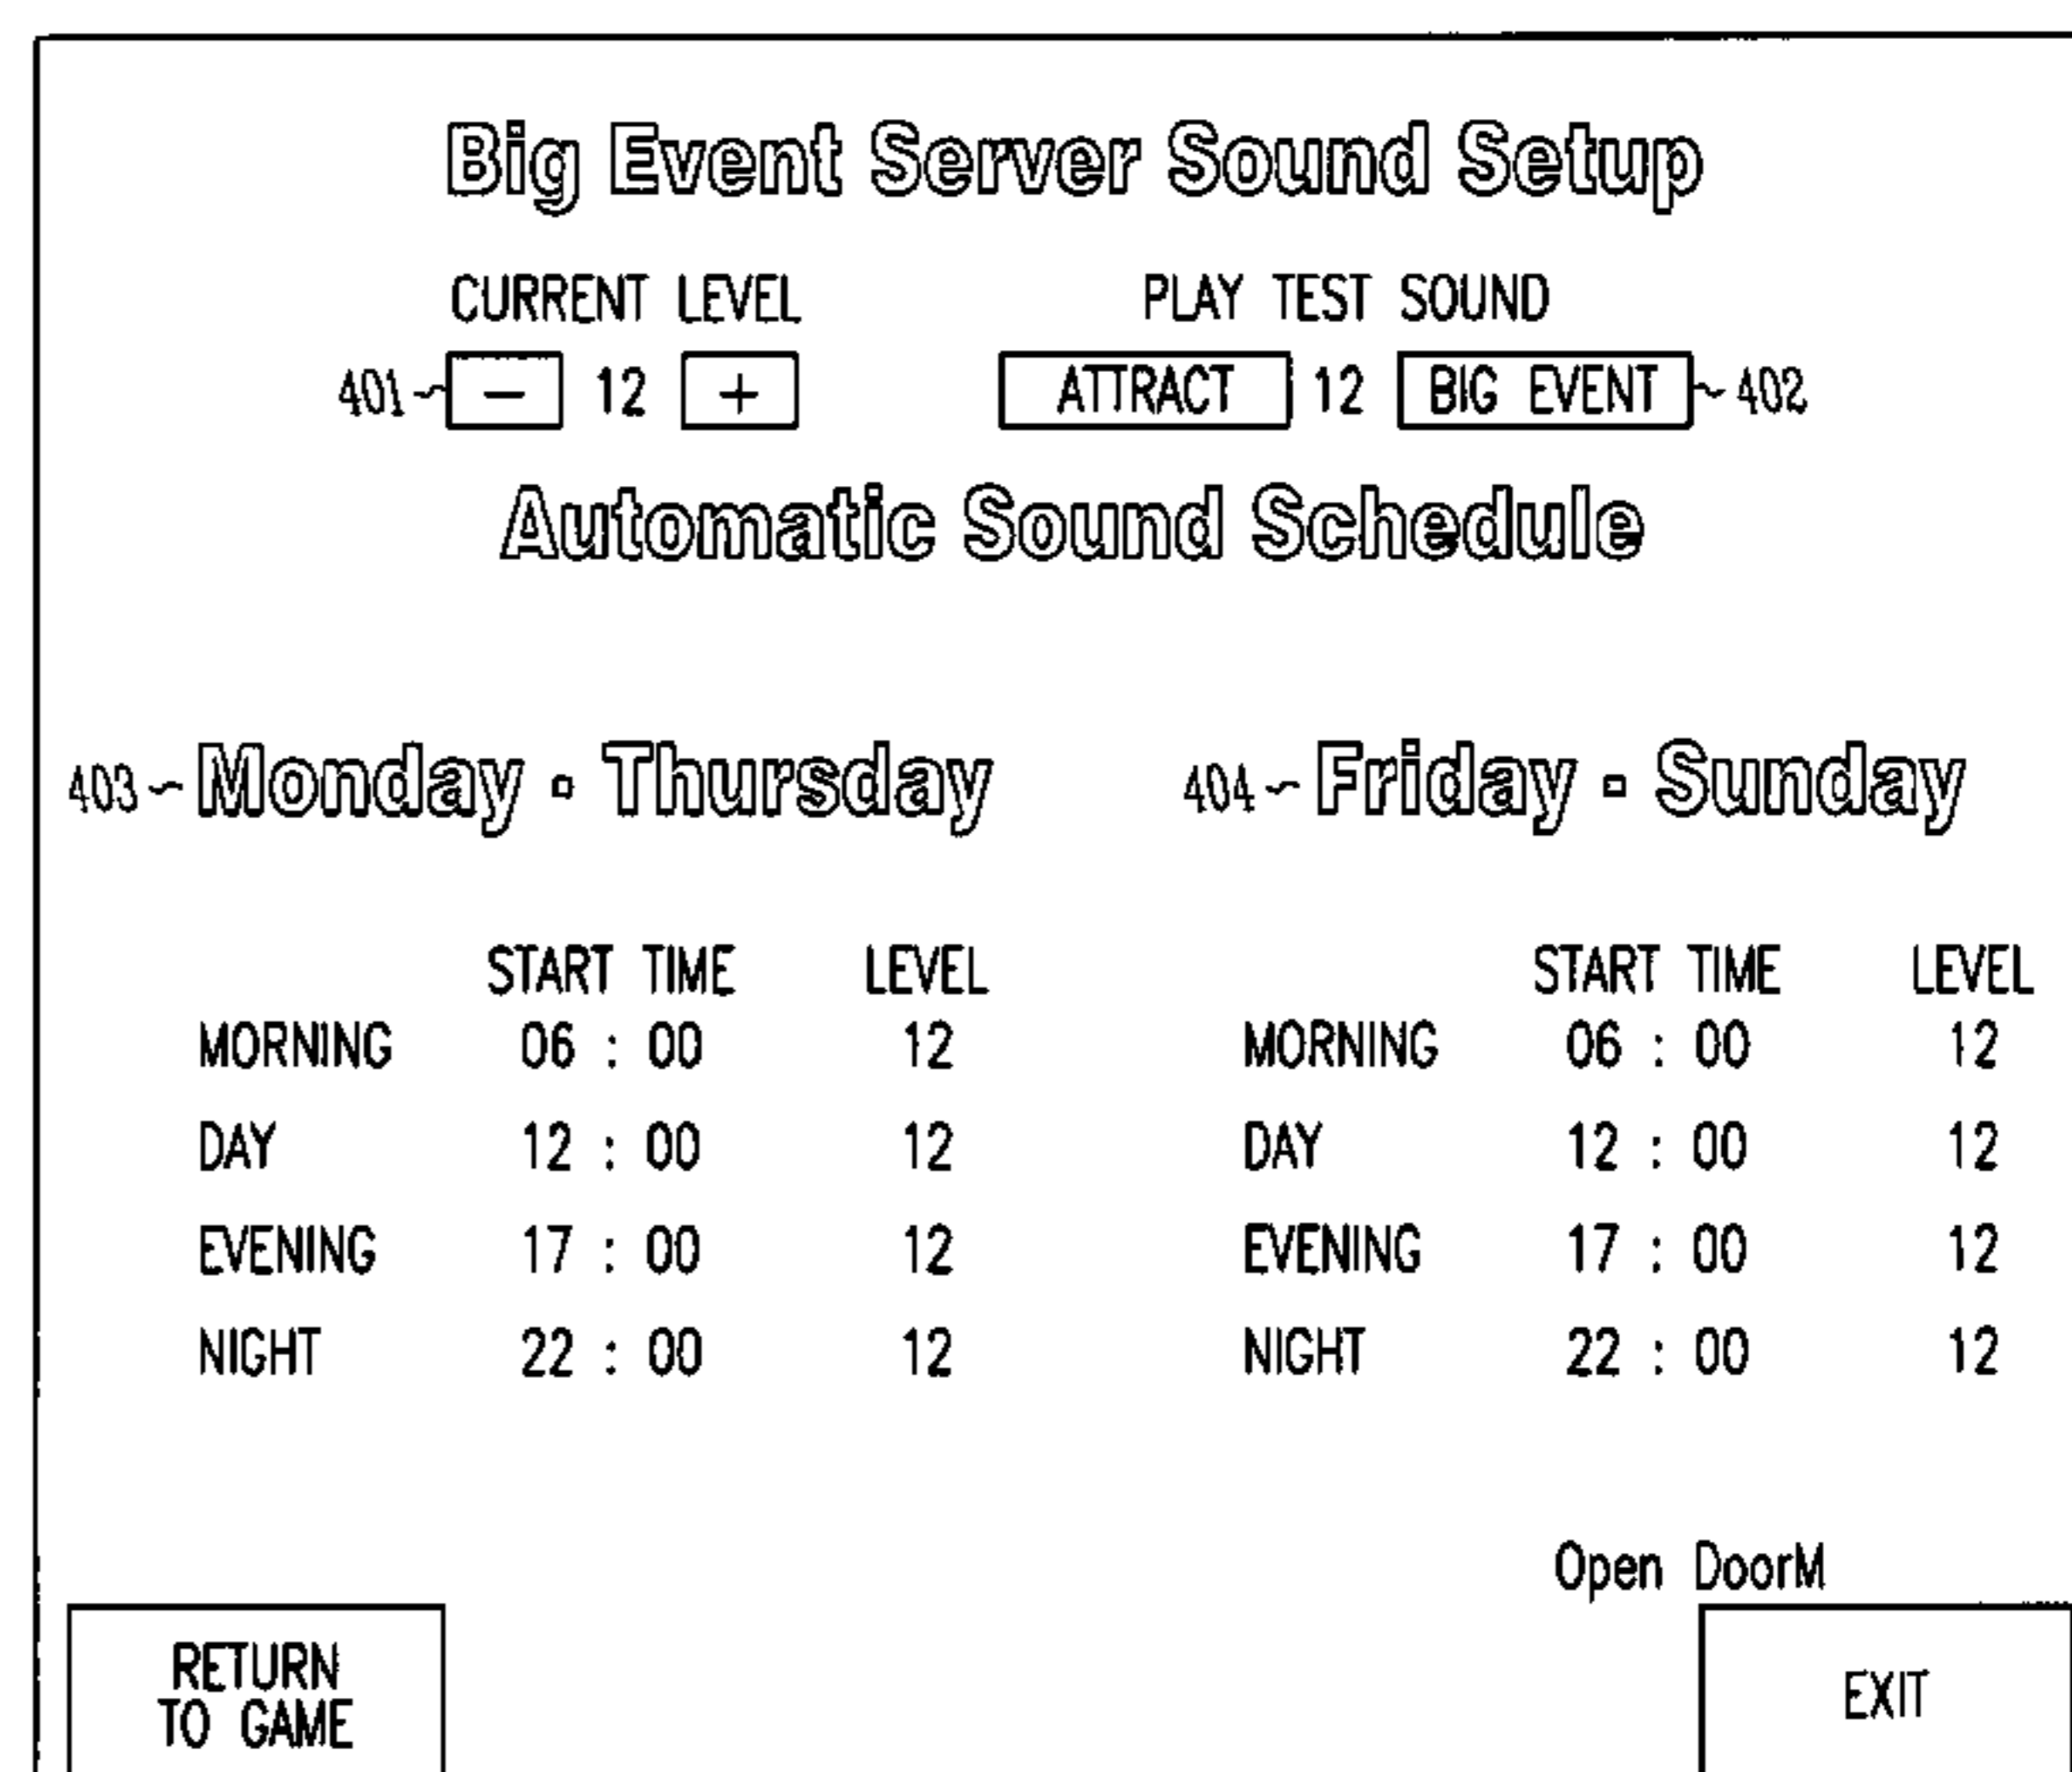 Big Event Server Sound Setup
CURRENT LEVEL PLAY TEST SOUND
401 - 12 + ATTRACT 12 BIG EVENT 402
Automatic Sound Schedule
403 Monday - Thursday 404 Friday - Sunday
START TIME LEVEL START TIME LEVEL
MORNING 06 : 00 12 MORNING 06 : 00 12
DAY 12 : 00 12 DAY 12 : 00 12
EVENING 17 : 00 12 EVENING 17 : 00 12
NIGHT 22 : 00 12 NIGHT 22 : 00 12
Open DoorM
RETURN
TO GAME
EXIT